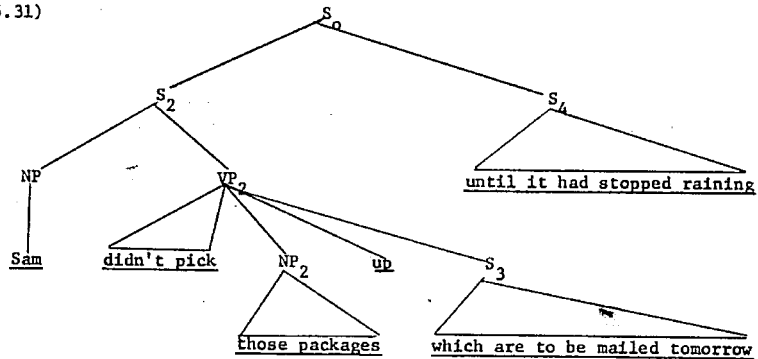 .31)
S₀
S₂ S₄
NP VP₂ until it had stopped raining
Sam didn't pick NP₂ up S₃
those packages which are to be mailed tomorrow